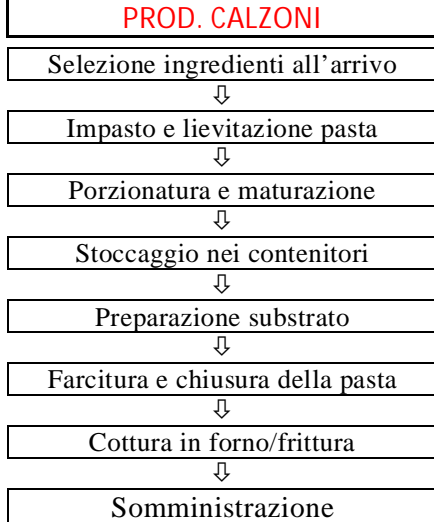 PROD. CALZONI
Selezione ingredienti all’arrivo
⇩
Impasto e lievitazione pasta
⇩
Porzionatura e maturazione
⇩
Stoccaggio nei contenitori
⇩
Preparazione substrato
⇩
Farcitura e chiusura della pasta
⇩
Cottura in forno/frittura
⇩
Somministrazione